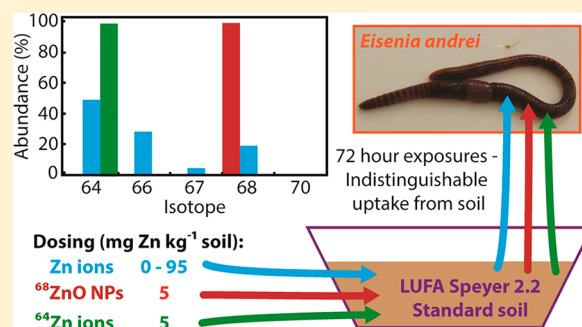 Abundance (%)
100
80
60
40
20
0
64 66 67 68 70
Isotope
Eisenia andrei
72 hour exposures -
Indistinguishable
uptake from soil
Dosing (mg Zn kg⁻¹ soil):
Zn ions 0 - 95
⁶⁸ZnO NPs 5
⁶⁴Zn ions 5
LUFA Speyer 2.2
Standard soil